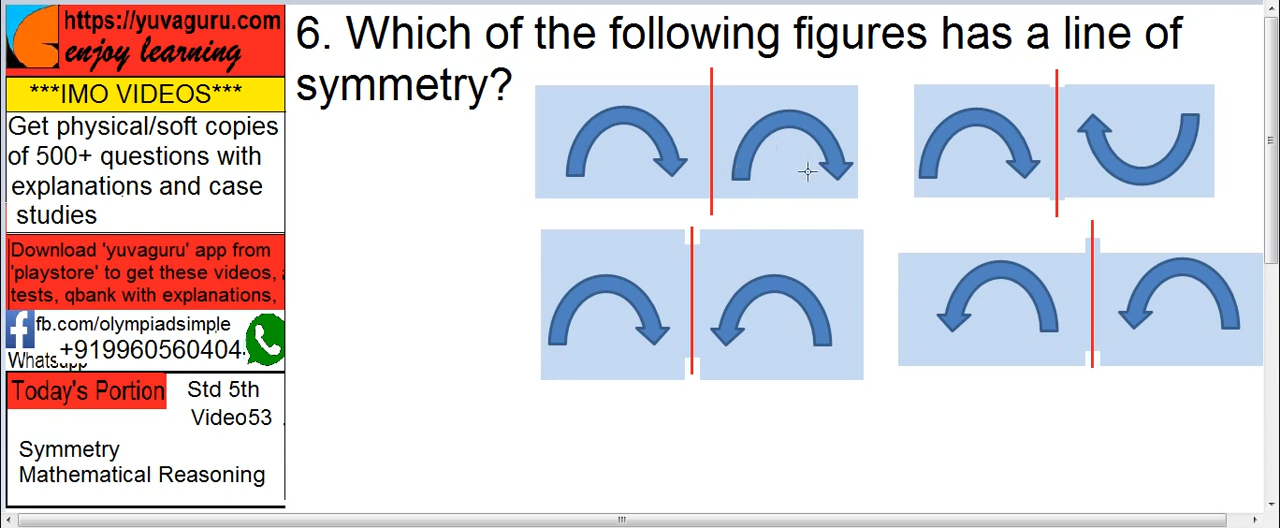 https://yuvaguru.com
enjoy learning
***IMO VIDEOS***
Get physical/soft copies
of 500+ questions with
explanations and case
studies
Download 'yuvaguru' app from
'playstore' to get these videos,
tests, qbank with explanations,
fb.com/olympiadsimple
+919960560404
Whatsupp
Today's Portion
Std 5th
Video53
Symmetry
Mathematical Reasoning
6. Which of the following figures has a line of
symmetry?